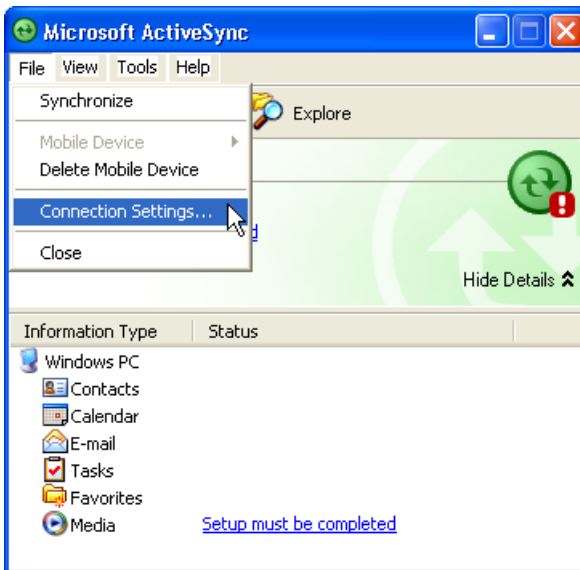 Microsoft ActiveSync
File View Tools Help
Synchronize
Explore
Mobile Device
Delete Mobile Device
Connection Settings...
Close
Hide Details
Information Type Status
Windows PC
Contacts
Calendar
E-mail
Tasks
Favorites
Media Setup must be completed